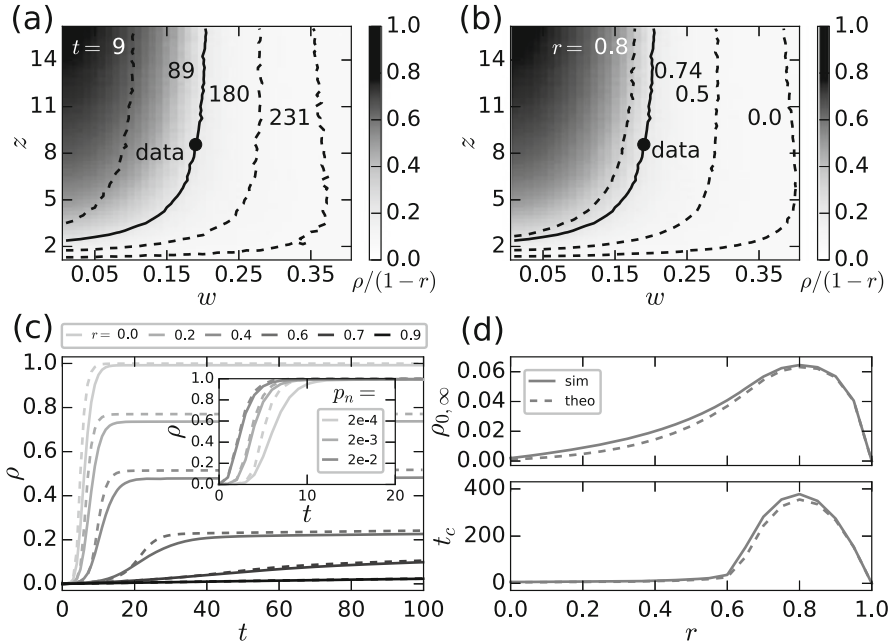 (a)
t = 9
89
180
231
data
z
16
14
11
8
5
2
0.05
0.15
0.25
0.35
w
1.0
0.8
0.6
0.4
0.2
0.0
ρ/(1−r)
(b)
r = 0.8
0.74
0.5
0.0
data
z
14
11
8
5
2
0.05
0.15
0.25
0.35
w
1.0
0.8
0.6
0.4
0.2
0.0
ρ/(1−r)
(c)
r = 0.0 0.2 0.4 0.6 0.7 0.9
ρ
1.0
0.8
0.6
0.4
0.2
0.0
0 20 40 60 80 100
t
ρ
1.0
0.8
0.6
0.4
0.2
0.0
0 10 20
t
pₙ =
2e-4
2e-3
2e-2
(d)
sim
theo
ρ₀,∞
0.06
0.04
0.02
0.00
t_c
400
200
0
0.0 0.2 0.4 0.6 0.8 1.0
r